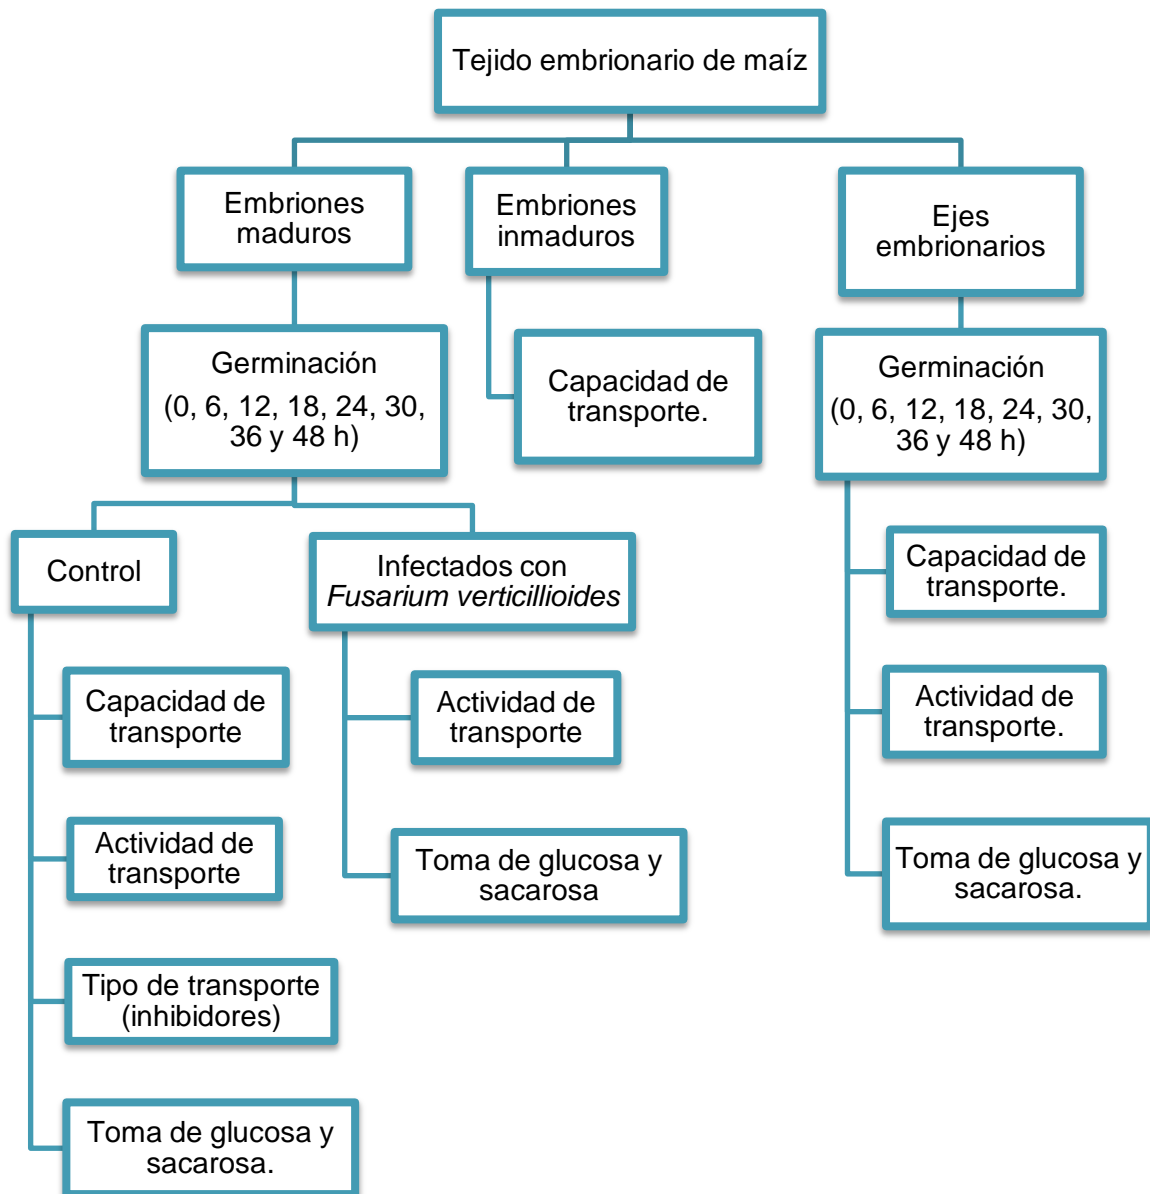 Tejido embrionario de maíz
Embriones
maduros
Embriones
inmaduros
Ejes
embrionarios
Germinación
(0, 6, 12, 18, 24, 30,
36 y 48 h)
Capacidad de
transporte.
Germinación
(0, 6, 12, 18, 24, 30,
36 y 48 h)
Control
Infectados con
Fusarium verticillioides
Capacidad de
transporte
Actividad de
transporte
Tipo de transporte
(inhibidores)
Toma de glucosa y
sacarosa.
Actividad de
transporte
Toma de glucosa y
sacarosa
Capacidad de
transporte.
Actividad de
transporte.
Toma de glucosa y
sacarosa.